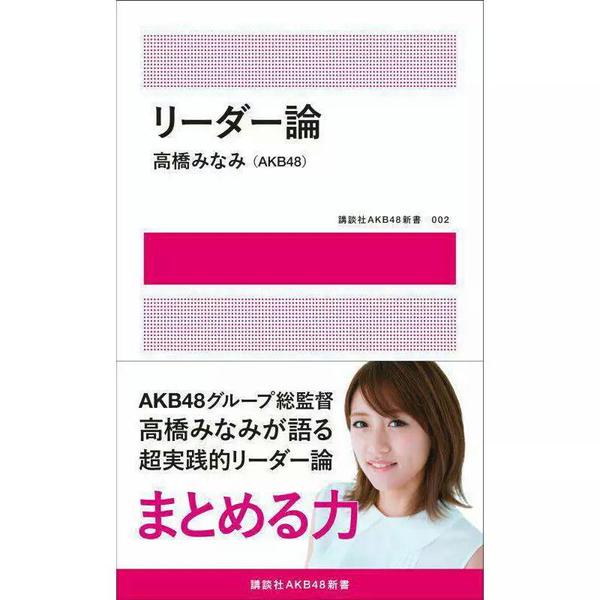 リーダー論
高橋みなみ（AKB48）
講談社AKB48新書 002
AKB48グループ総監督
高橋みなみが語る
超実践的リーダー論
まとめる力
講談社AKB48新書